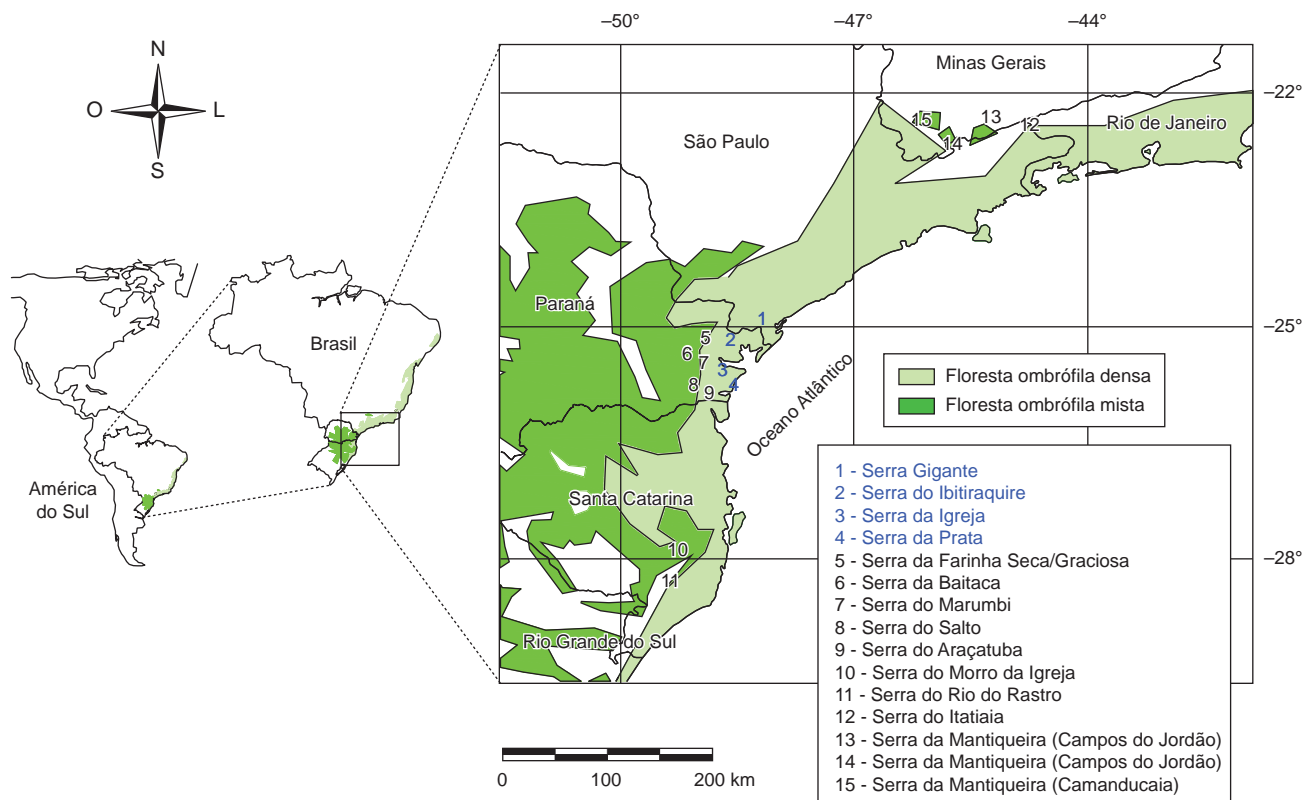 –50°
–47°
–44°
N
O
L
S
Minas Gerais
–22°
15
13
12
14
Rio de Janeiro
São Paulo
Paraná
1
–25°
5
2
6
7
3
8
4
9
Oceano Atlântico
Brasil
América
do Sul
Floresta ombrófila densa
Floresta ombrófila mista
Santa Catarina
10
–28°
11
Rio Grande do Sul
1 - Serra Gigante
2 - Serra do Ibitiraquire
3 - Serra da Igreja
4 - Serra da Prata
5 - Serra da Farinha Seca/Graciosa
6 - Serra da Baitaca
7 - Serra do Marumbi
8 - Serra do Salto
9 - Serra do Araçatuba
10 - Serra do Morro da Igreja
11 - Serra do Rio do Rastro
12 - Serra do Itatiaia
13 - Serra da Mantiqueira (Campos do Jordão)
14 - Serra da Mantiqueira (Campos do Jordão)
15 - Serra da Mantiqueira (Camanducaia)
0 100 200 km